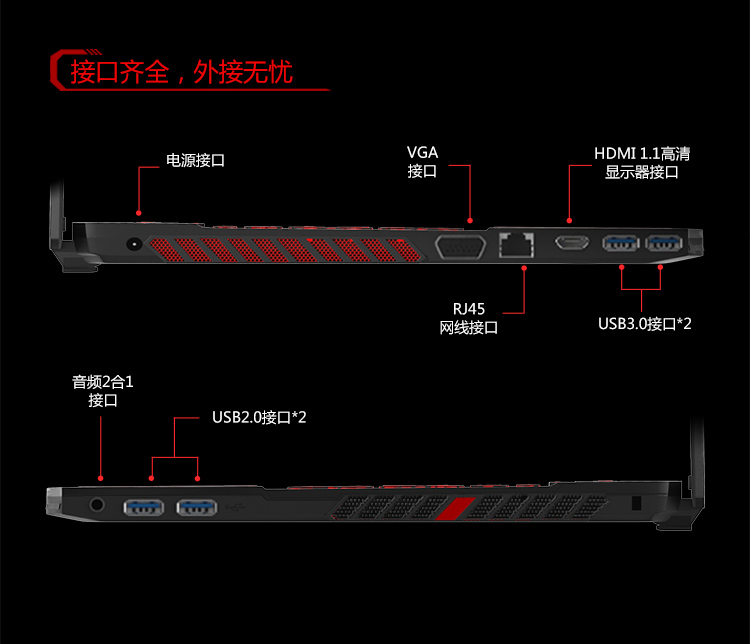 接口齐全，外接无忧
电源接口
VGA
接口
HDMI 1.1高清
显示器接口
RJ45
网线接口
USB3.0接口*2
音频2合1
接口
USB2.0接口*2